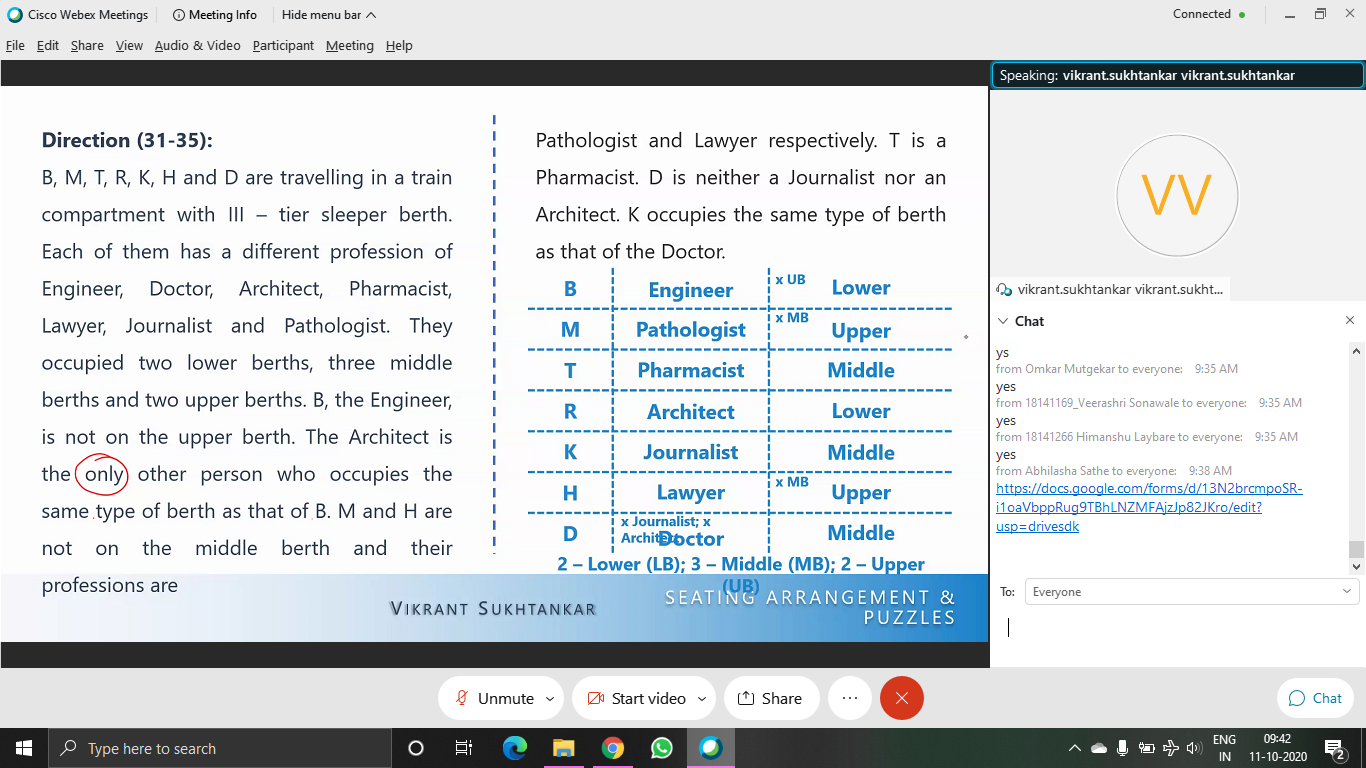 Cisco Webex Meetings
Meeting Info
Hide menu bar
Connected
File Edit Share View Audio & Video Participant Meeting Help
Speaking: vikrant.sukhtankar vikrant.sukhtankar
Direction (31-35):
B, M, T, R, K, H and D are travelling in a train
compartment with III – tier sleeper berth.
Each of them has a different profession of
Engineer, Doctor, Architect, Pharmacist,
Lawyer, Journalist and Pathologist. They
occupied two lower berths, three middle
berths and two upper berths. B, the Engineer,
is not on the upper berth. The Architect is
the only other person who occupies the
same type of berth as that of B. M and H are
not on the middle berth and their
professions are
Pathologist and Lawyer respectively. T is a
Pharmacist. D is neither a Journalist nor an
Architect. K occupies the same type of berth
as that of the Doctor.
B Engineer x UB Lower
M Pathologist x MB Upper
T Pharmacist Middle
R Architect Lower
K Journalist Middle
H Lawyer x MB Upper
D x Journalist; x Architect Doctor Middle
2 – Lower (LB); 3 – Middle (MB); 2 – Upper
(UB)
VIKRANT SUKHTANKAR
SEATING ARRANGEMENT &
PUZZLES
VV
vikrant.sukhtankar vikrant.sukht...
Chat
ys
from Omkar Mutgekar to everyone: 9:35 AM
yes
from 18141169_Veerashri Sonawale to everyone: 9:35 AM
yes
from 18141266 Himanshu Laybare to everyone: 9:35 AM
yes
from Abhilasha Sathe to everyone: 9:38 AM
https://docs.google.com/forms/d/13N2brcmpoSR-
i1oaVbppRug9TBhLNZMFAjzJp82JKro/edit?
usp=drivesdk
To: Everyone
Unmute
Start video
Share
Chat
Type here to search
ENG
IN
09:42
11-10-2020
2